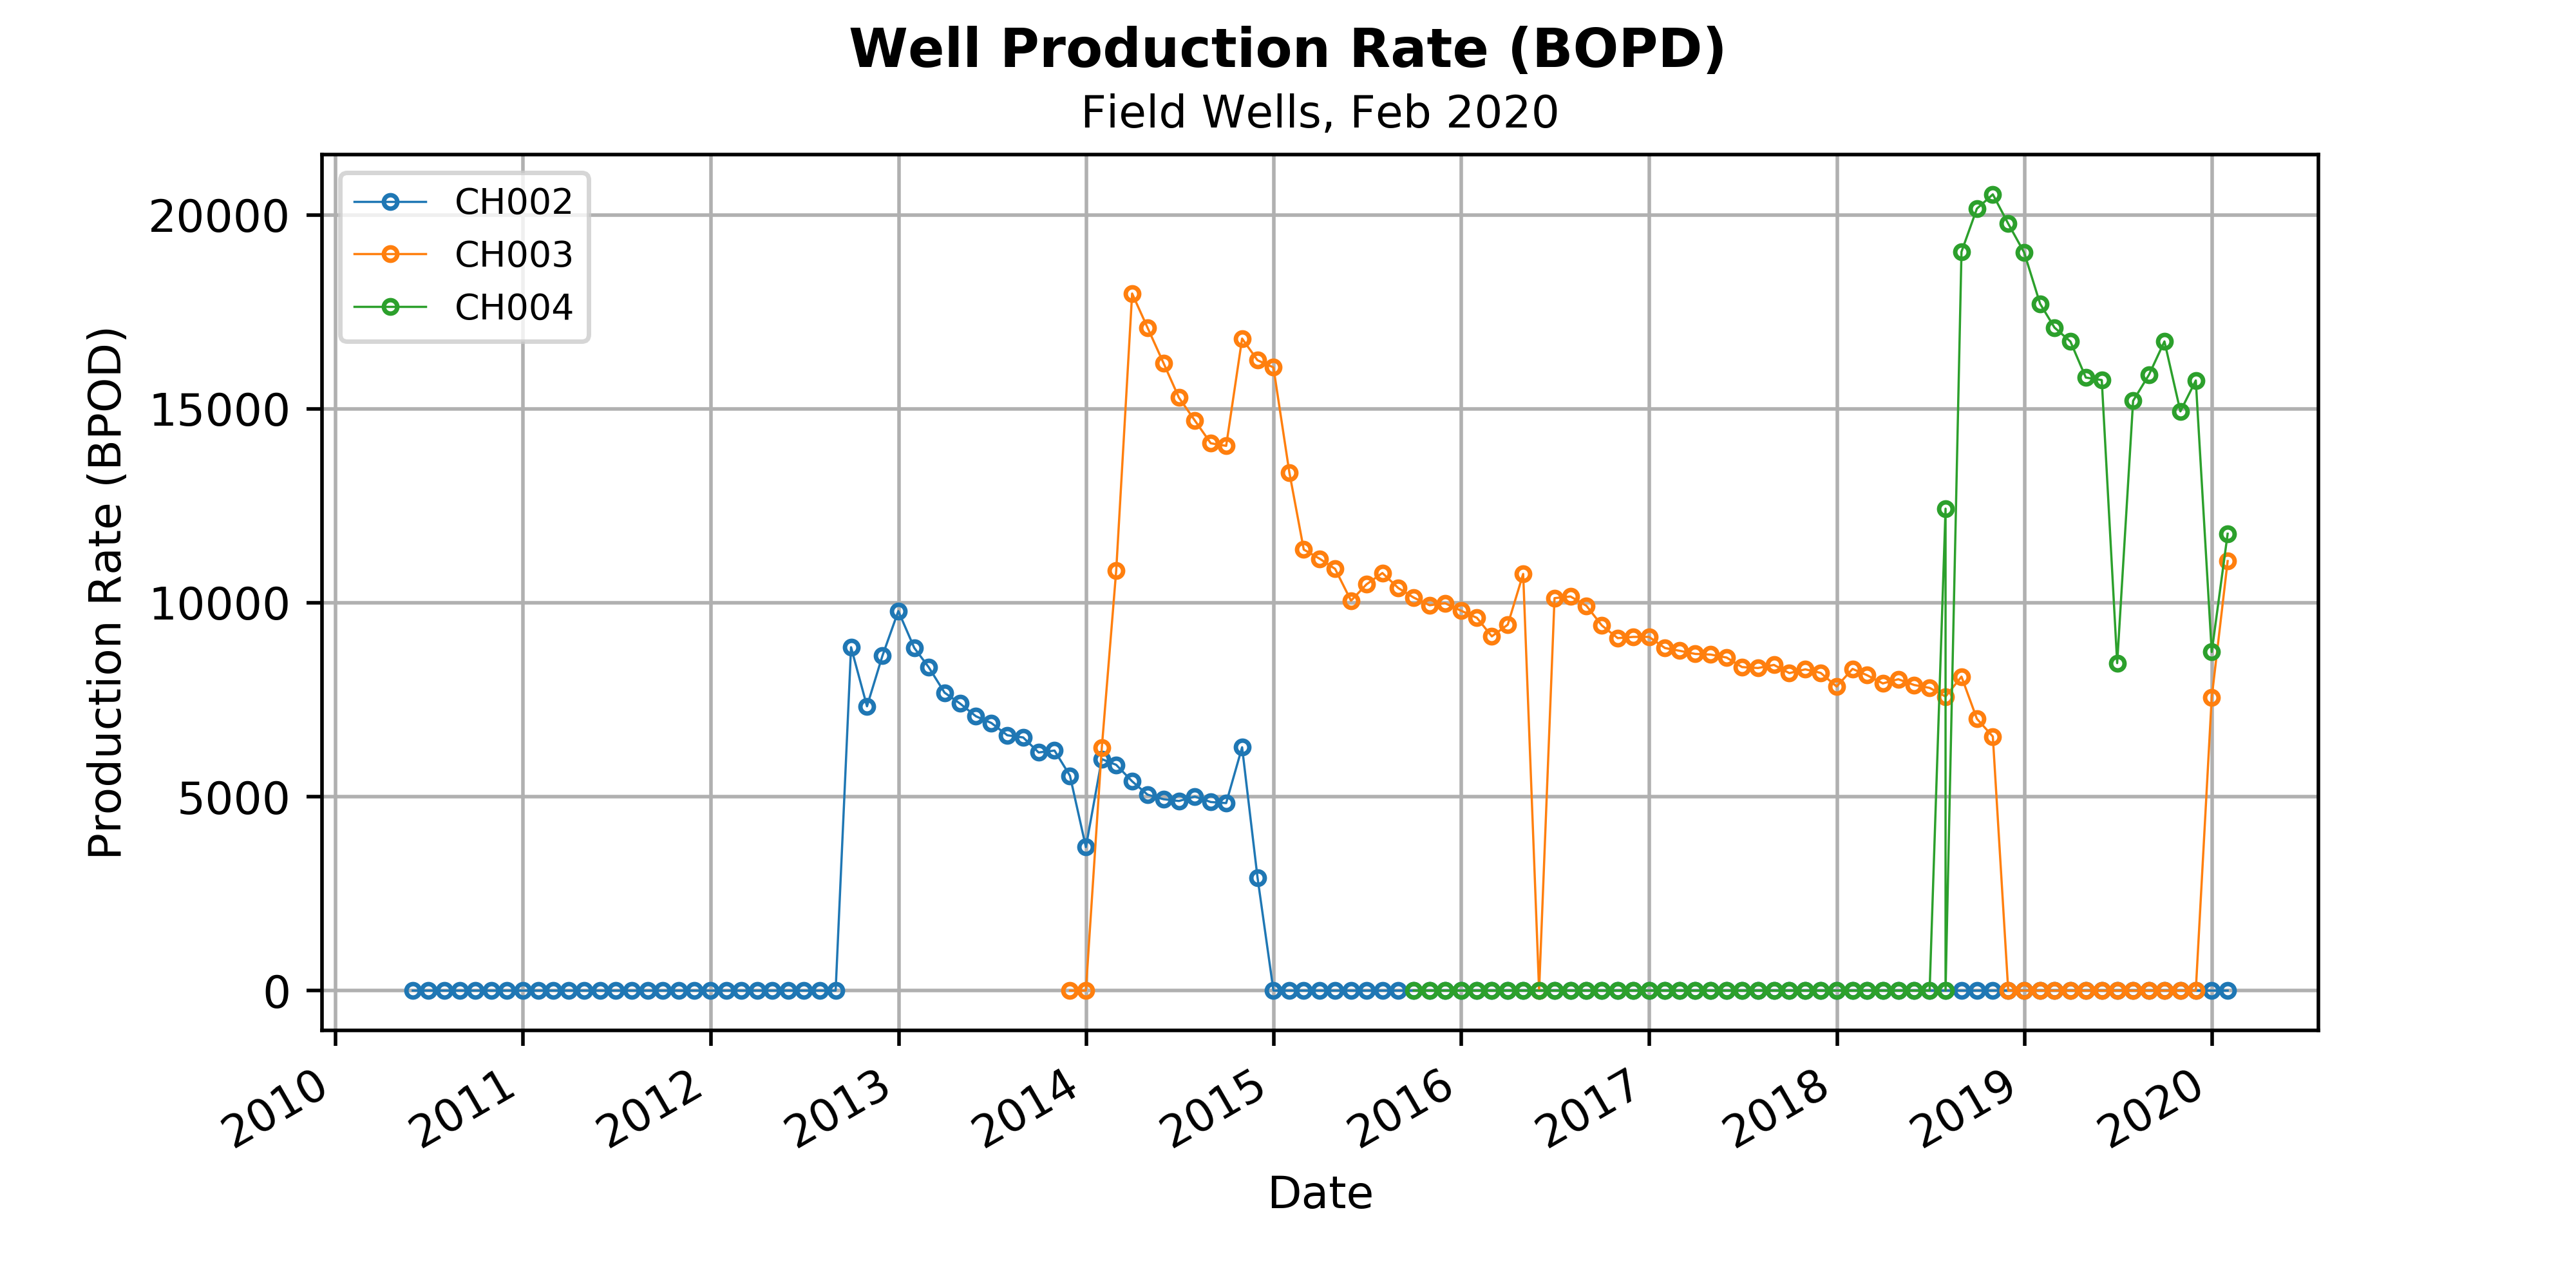 Well Production Rate (BOPD)
Field Wells, Feb 2020
CH002
CH003
CH004
Production Rate (BPOD)
20000
15000
10000
5000
0
2010
2011
2012
2013
2014
2015
2016
2017
2018
2019
2020
Date